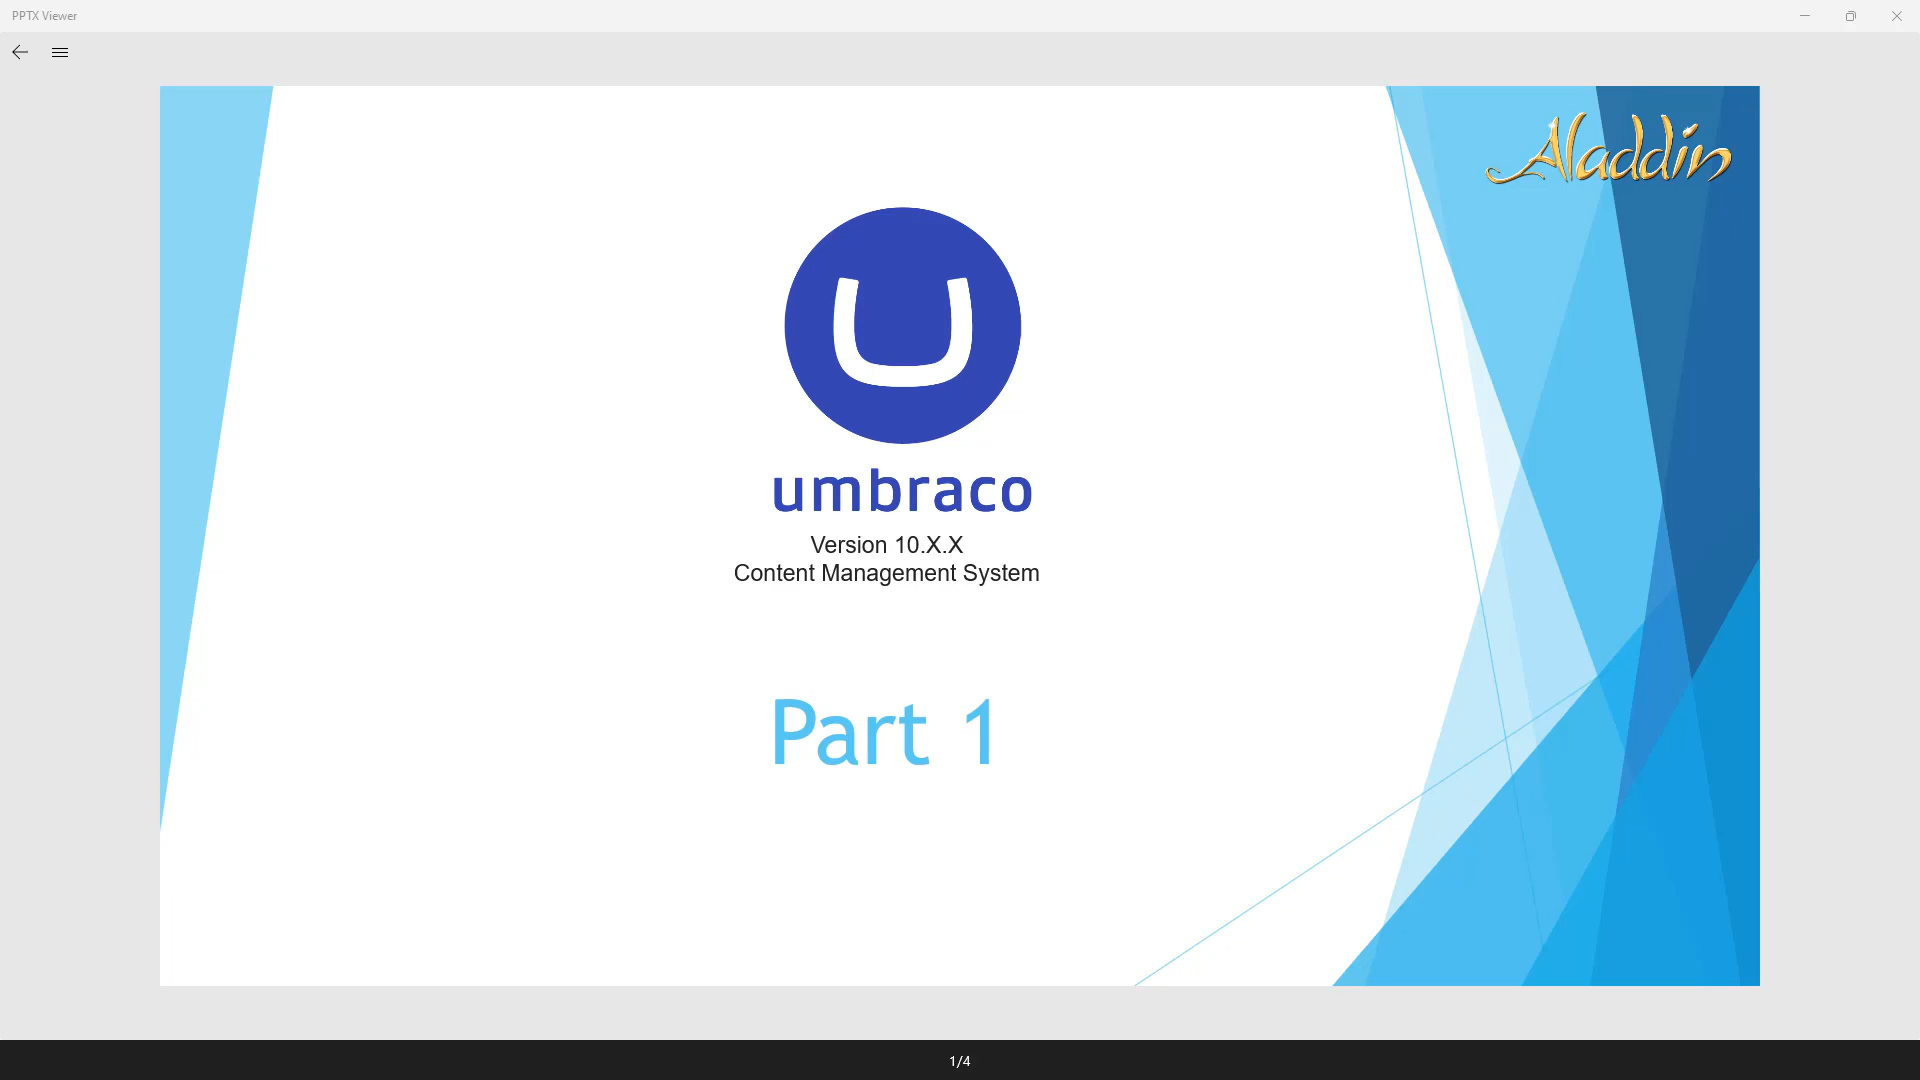 PPTX Viewer
Aladdin
umbraco
Version 10.X.X
Content Management System
Part 1
1/4